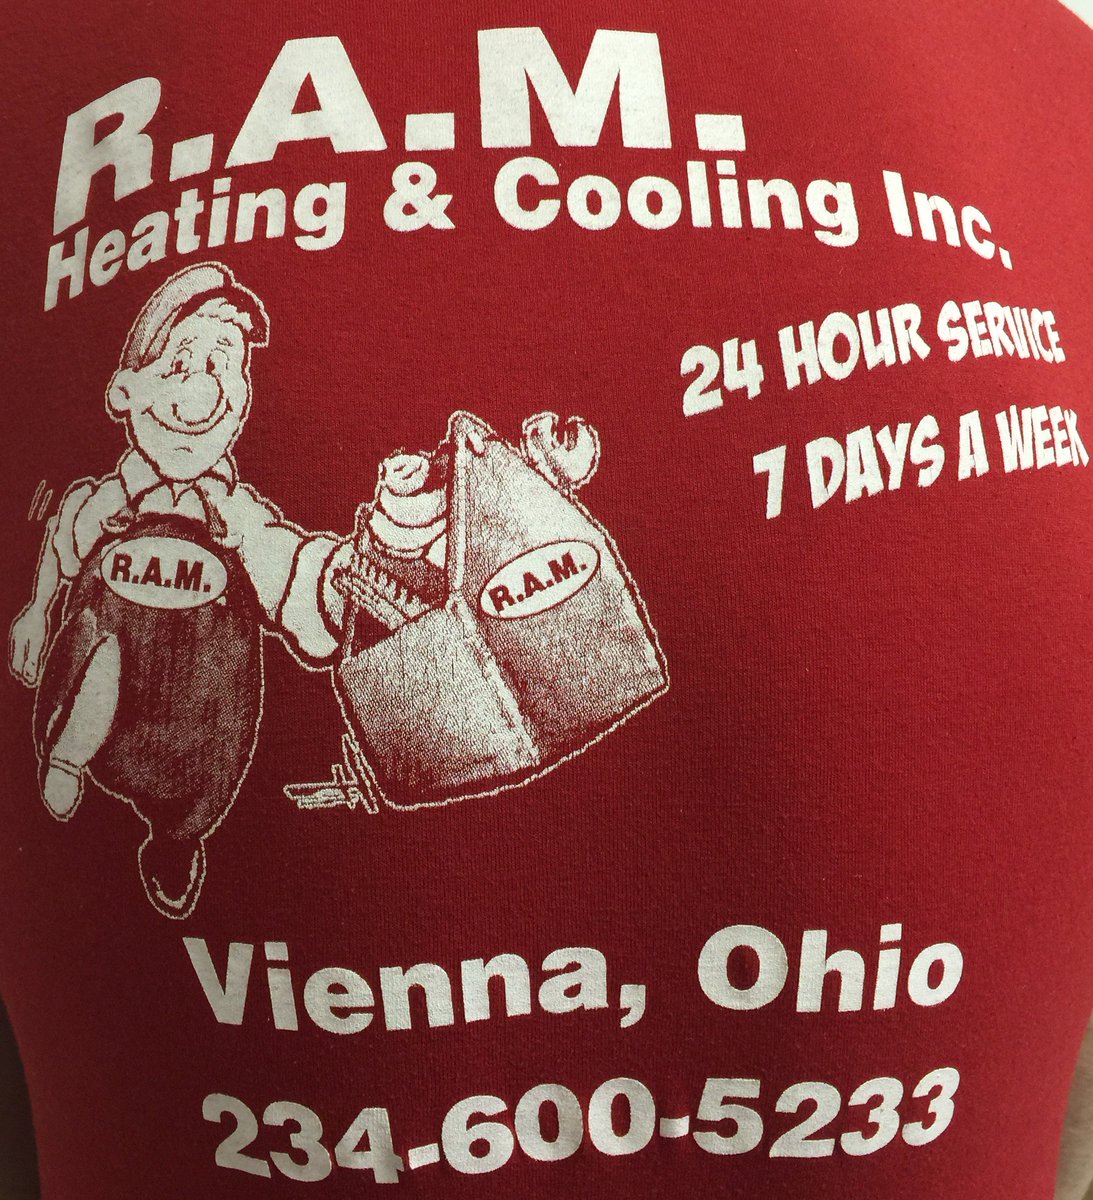 R.A.M.
Heating & Cooling Inc.
24 HOUR SERVICE
7 DAYS A WEEK
R.A.M.
R.A.M.
Vienna, Ohio
234-600-5233